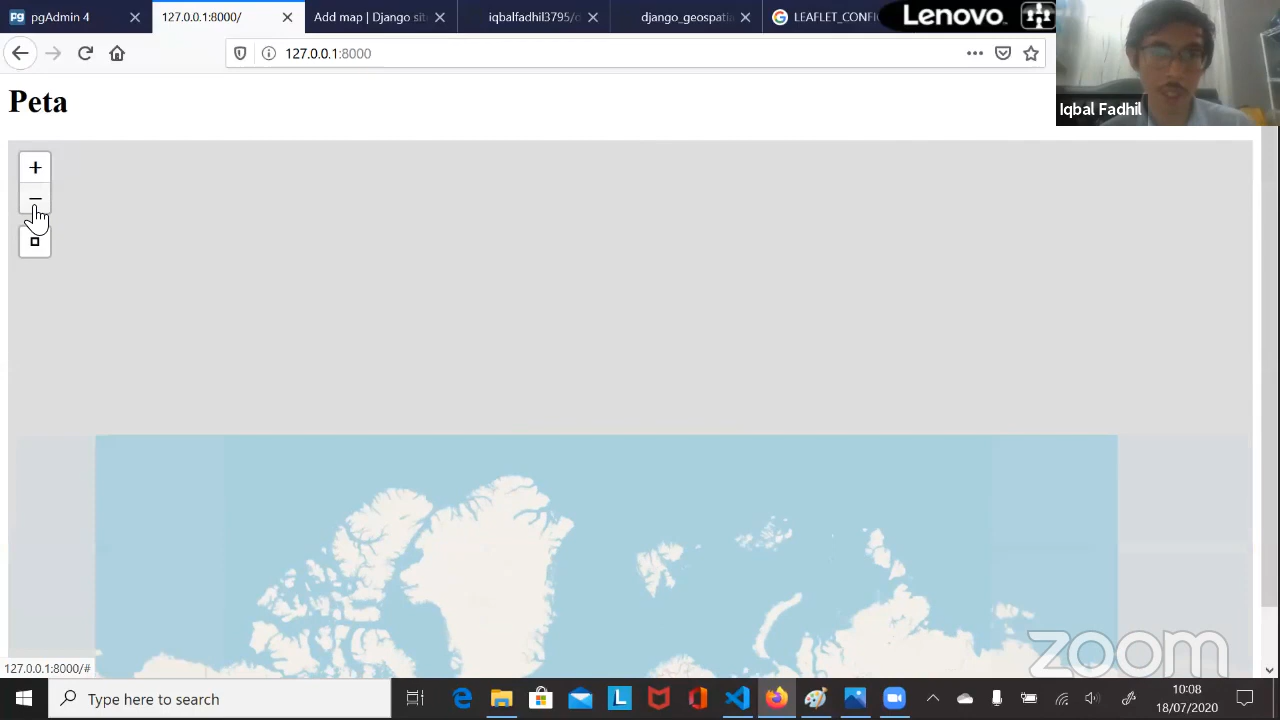 pgAdmin 4
127.0.0.1:8000/
Add map | Django sit
iqbalfadhil3795/d
django_geospati
LEAFLET_CONFI
Lenovo
127.0.0.1:8000
Iqbal Fadhil
Peta
+
−
127.0.0.1:8000/#
zoom
Type here to search
10:08
18/07/2020